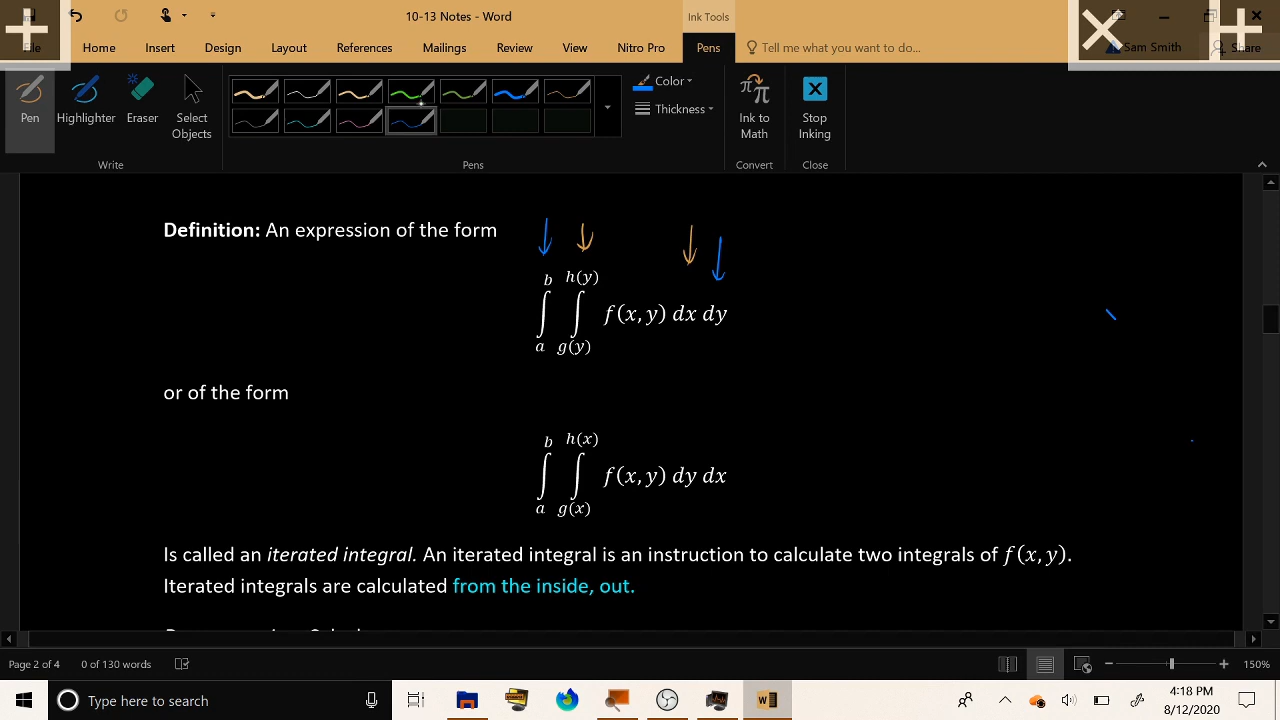 10-13 Notes - Word
Ink Tools
File Home Insert Design Layout References Mailings Review View Nitro Pro Pens Tell me what you want to do... Sam Smith Share
Pen Highlighter Eraser Select Objects Color Thickness Ink to Math Stop Inking
Write Pens Convert Close
Definition: An expression of the form
∫_a^b ∫_{g(y)}^{h(y)} f(x, y) dx dy
or of the form
∫_a^b ∫_{g(x)}^{h(x)} f(x, y) dy dx
Is called an iterated integral. An iterated integral is an instruction to calculate two integrals of f(x, y).
Iterated integrals are calculated from the inside, out.
Page 2 of 4 0 of 130 words 150%
Type here to search
4:18 PM
8/12/2020